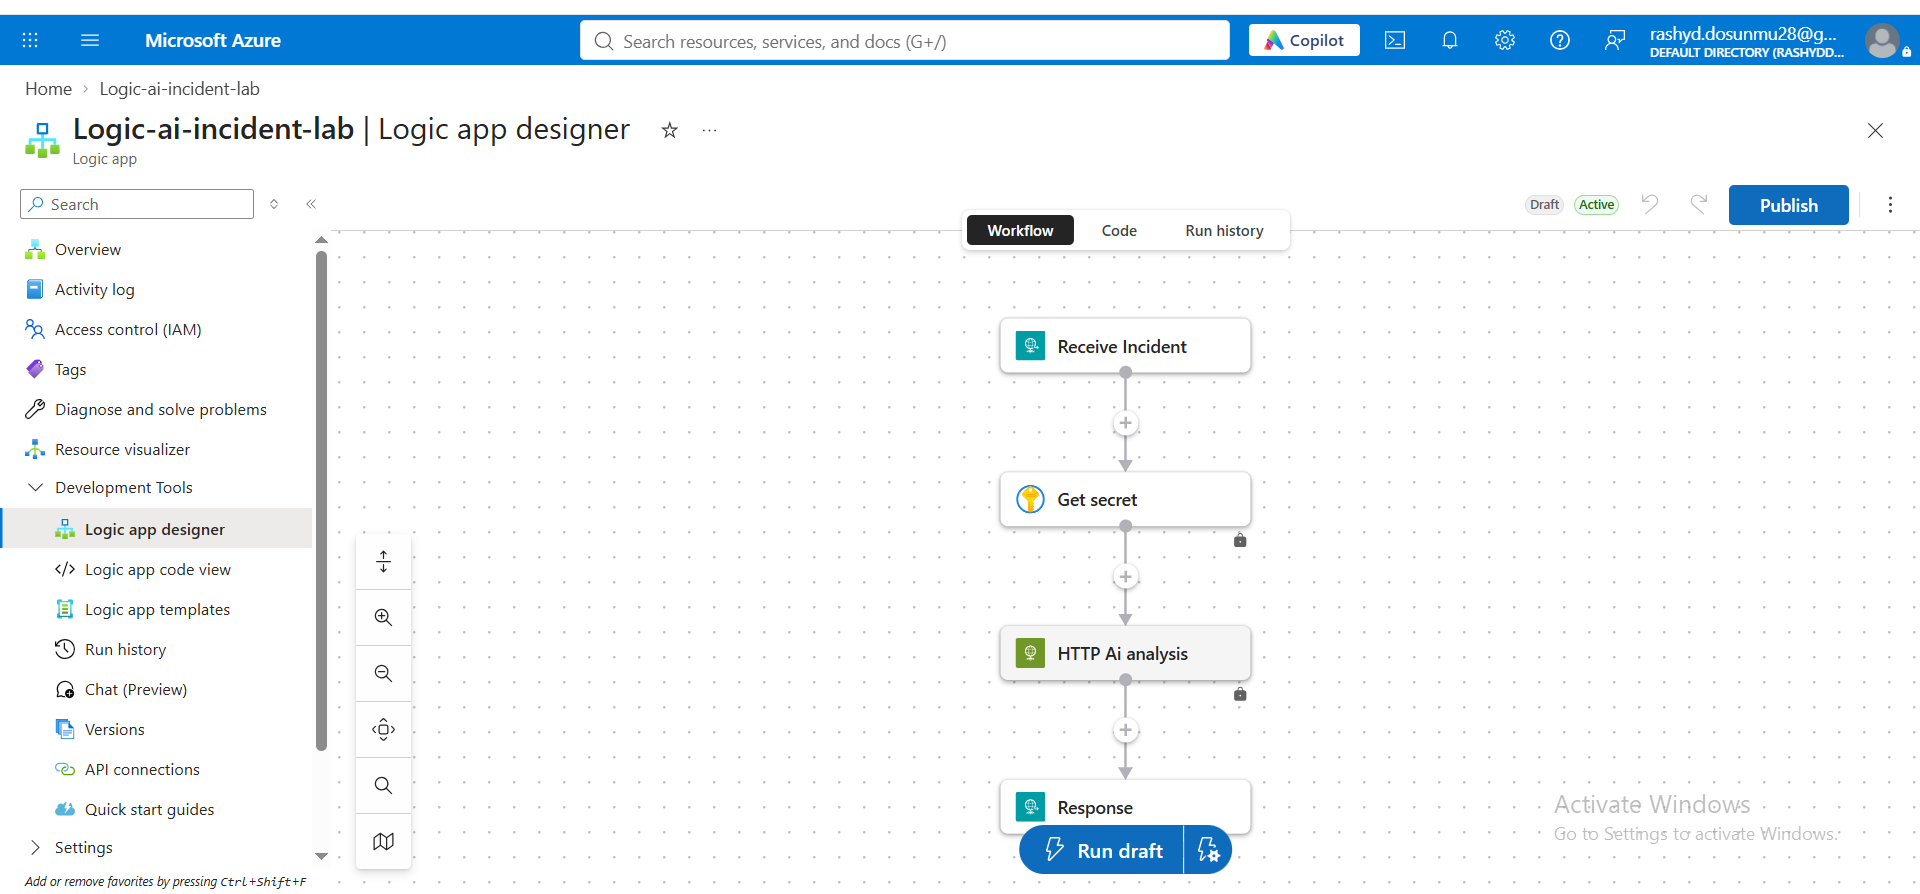 Microsoft Azure
Search resources, services, and docs (G+/)
Copilot
rashyd.dosunmu28@g...
DEFAULT DIRECTORY (RASHYDD...
Home > Logic-ai-incident-lab
Logic-ai-incident-lab | Logic app designer
Logic app
Search
Draft
Active
Publish
Workflow
Code
Run history
Overview
Activity log
Access control (IAM)
Tags
Diagnose and solve problems
Resource visualizer
Development Tools
Logic app designer
Logic app code view
Logic app templates
Run history
Chat (Preview)
Versions
API connections
Quick start guides
Settings
Add or remove favorites by pressing Ctrl+Shift+F
Receive Incident
Get secret
HTTP Ai analysis
Response
Run draft
Activate Windows
Go to Settings to activate Windows.